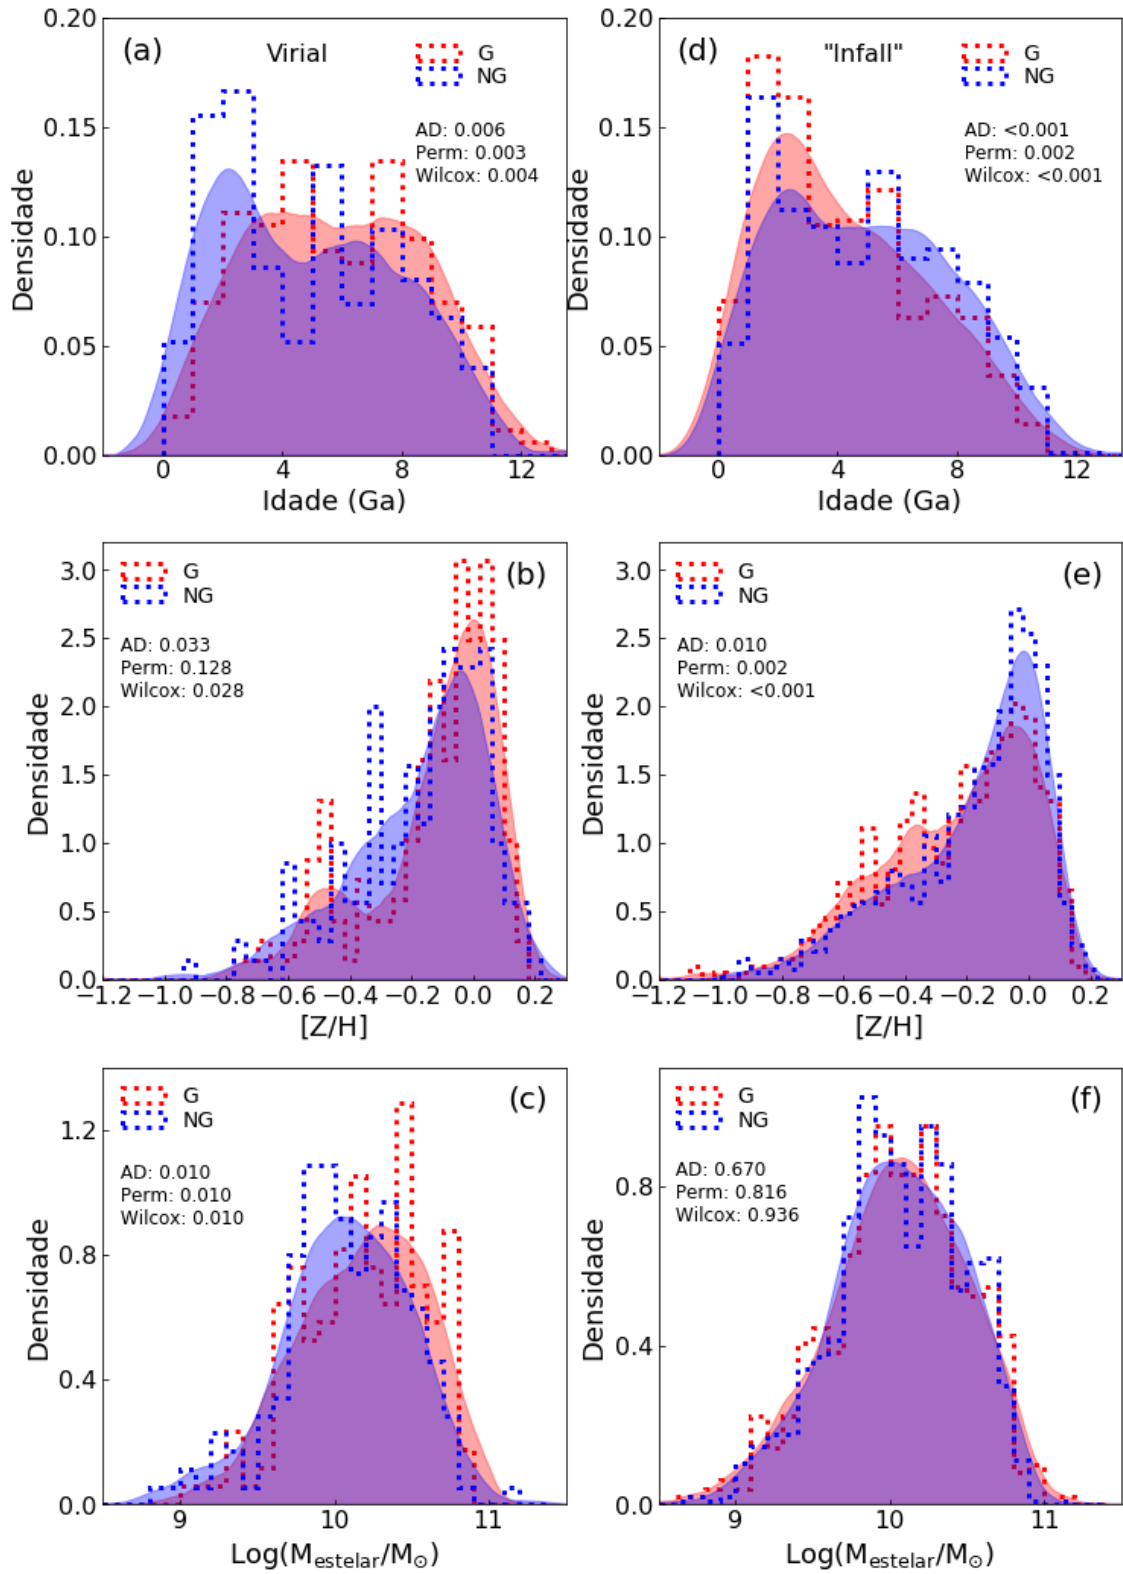 (a)
Virial
G
NG
AD: 0.006
Perm: 0.003
Wilcox: 0.004
0.20
0.15
0.10
0.05
0.00
Densidade
0
4
8
12
Idade (Ga)
(d)
"Infall"
G
NG
AD: <0.001
Perm: 0.002
Wilcox: <0.001
0.20
0.15
0.10
0.05
0.00
Densidade
0
4
8
12
Idade (Ga)
G
NG
(b)
AD: 0.033
Perm: 0.128
Wilcox: 0.028
3.0
2.5
2.0
1.5
1.0
0.5
0.0
Densidade
−1.2 −1.0 −0.8 −0.6 −0.4 −0.2 0.0 0.2
[Z/H]
G
NG
(e)
AD: 0.010
Perm: 0.002
Wilcox: <0.001
3.0
2.5
2.0
1.5
1.0
0.5
0.0
Densidade
−1.2 −1.0 −0.8 −0.6 −0.4 −0.2 0.0 0.2
[Z/H]
G
NG
(c)
AD: 0.010
Perm: 0.010
Wilcox: 0.010
1.2
0.8
0.4
0.0
Densidade
9
10
11
Log(M_estelar/M_⊙)
G
NG
(f)
AD: 0.670
Perm: 0.816
Wilcox: 0.936
0.8
0.4
0.0
Densidade
9
10
11
Log(M_estelar/M_⊙)